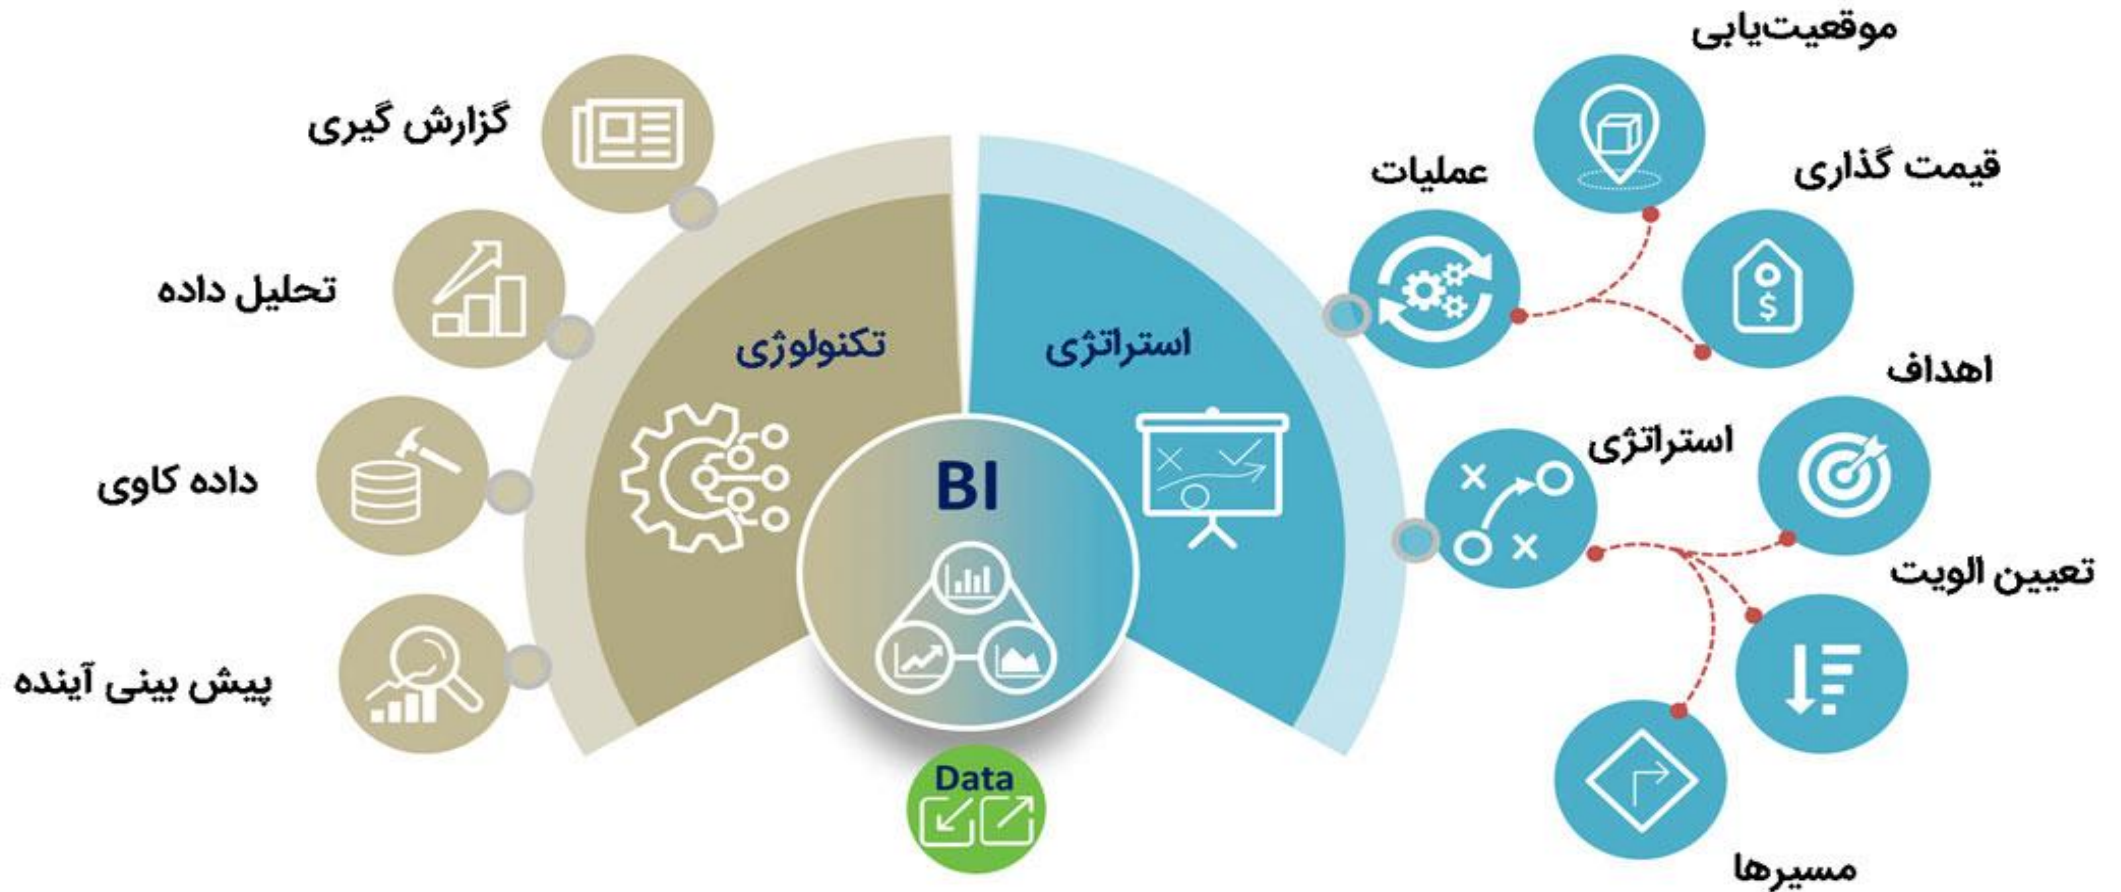 موقعیت‌یابی
قیمت گذاری
عملیات
اهداف
استراتژی
تعیین الویت
مسیرها
استراتژی
تکنولوژی
BI
Data
گزارش گیری
تحلیل داده
داده کاوی
پیش بینی آینده